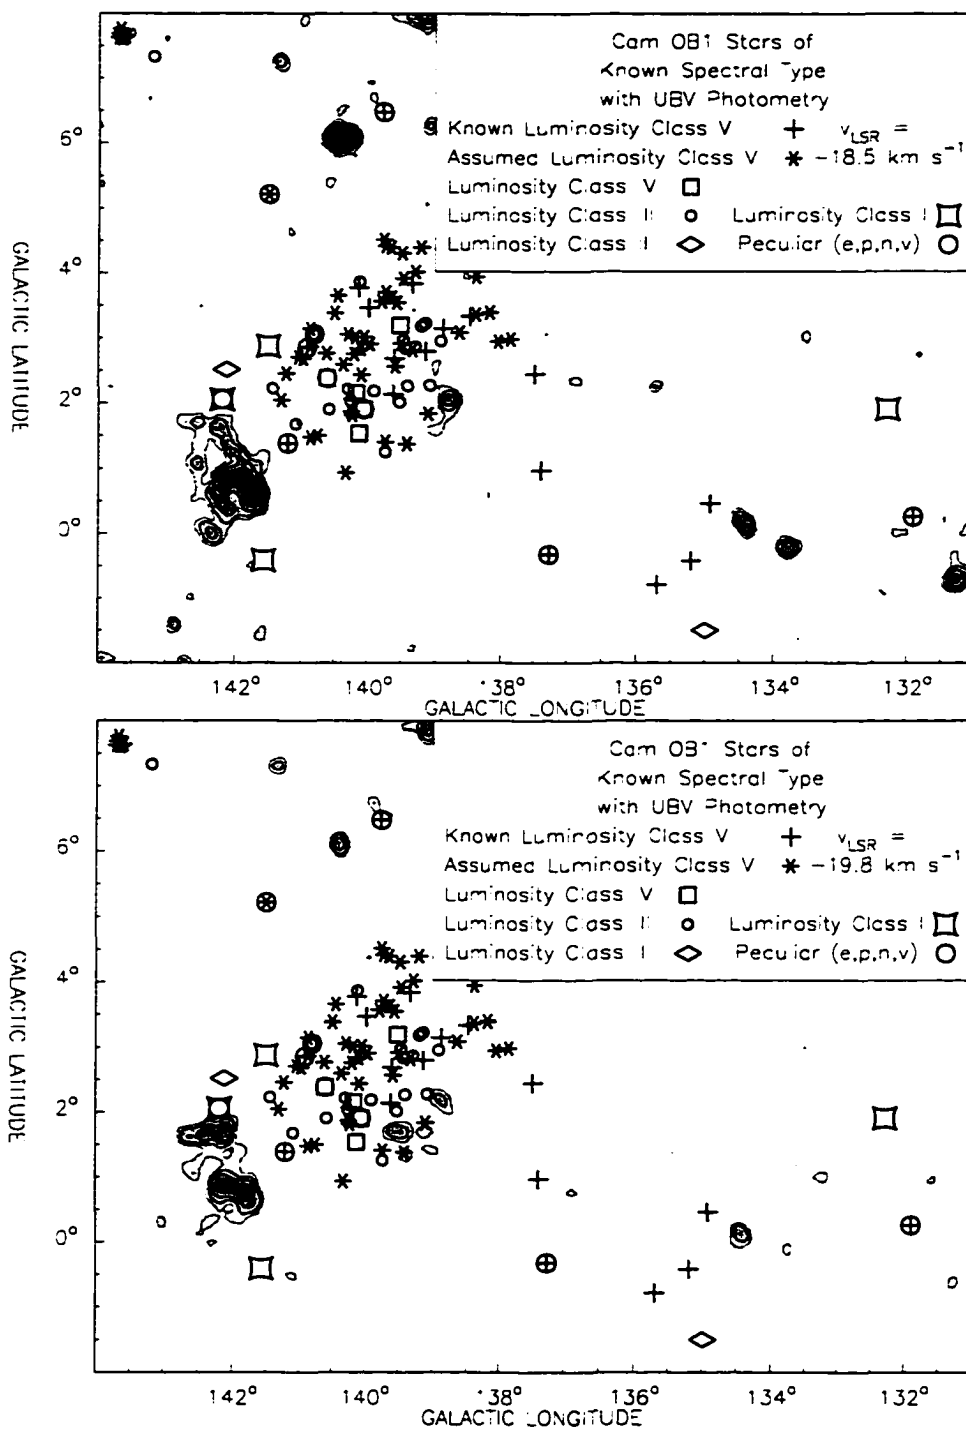 Cam OB1 Stars of
Known Spectral Type
with UBV Photometry
Known Luminosity Class V + v LSR =
Assumed Luminosity Class V * −18.5 km s⁻¹
Luminosity Class V
Luminosity Class II Luminosity Class I
Luminosity Class I Peculiar (e,p,n,v)
GALACTIC LATITUDE
6°
4°
2°
0°
142° 140° 138° 136° 134° 132°
GALACTIC LONGITUDE
Cam OB1 Stars of
Known Spectral Type
with UBV Photometry
Known Luminosity Class V + v LSR =
Assumed Luminosity Class V * −19.8 km s⁻¹
Luminosity Class V
Luminosity Class II Luminosity Class I
Luminosity Class I Peculiar (e,p,n,v)
GALACTIC LATITUDE
6°
4°
2°
0°
142° 140° 138° 136° 134° 132°
GALACTIC LONGITUDE